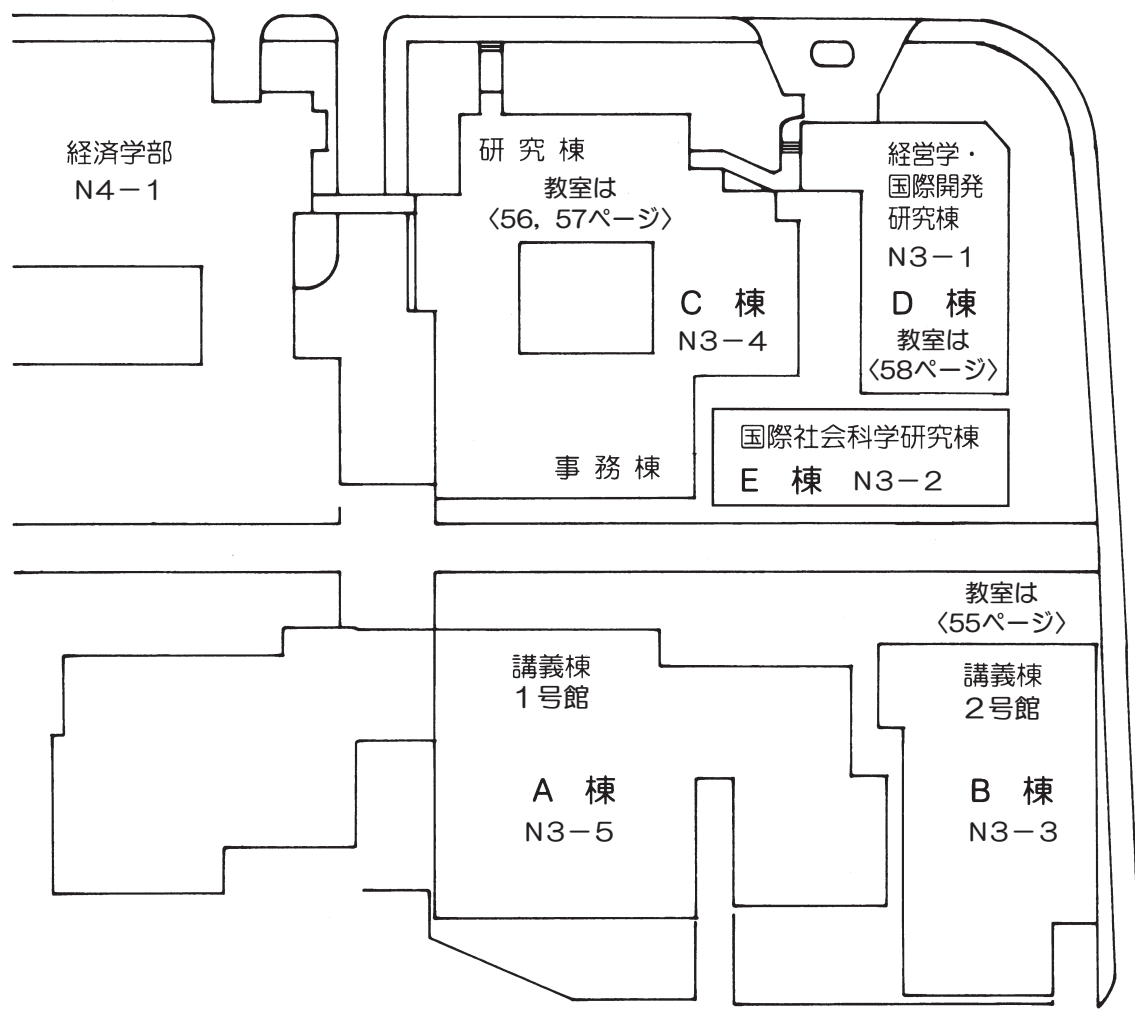 経済学部
N4−1
研究棟
教室は
〈56，57ページ〉
C 棟
N3−4
事務棟
経営学・
国際開発
研究棟
N3−1
D 棟
教室は
〈58ページ〉
国際社会科学研究棟
E 棟 N3−2
教室は
〈55ページ〉
講義棟
1号館
A 棟
N3−5
講義棟
2号館
B 棟
N3−3